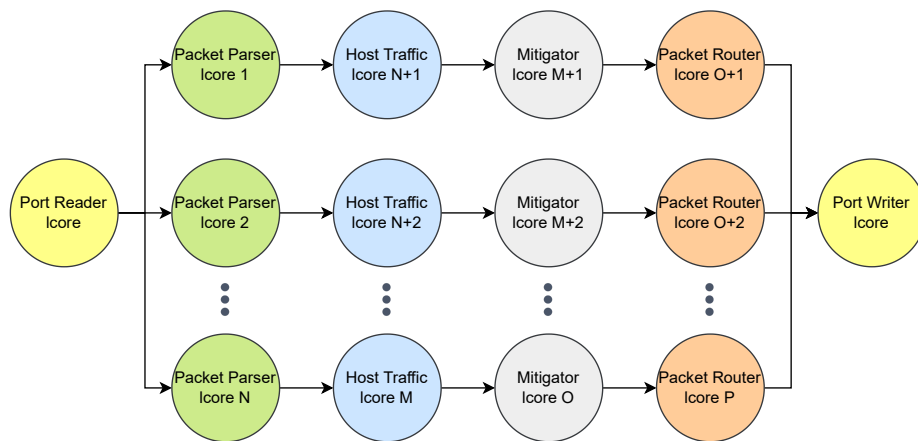 Packet Parser
lcore 1
Host Traffic
lcore N+1
Mitigator
lcore M+1
Packet Router
lcore O+1
Port Reader
lcore
Packet Parser
lcore 2
Host Traffic
lcore N+2
Mitigator
lcore M+2
Packet Router
lcore O+2
Port Writer
lcore
Packet Parser
lcore N
Host Traffic
lcore M
Mitigator
lcore O
Packet Router
lcore P